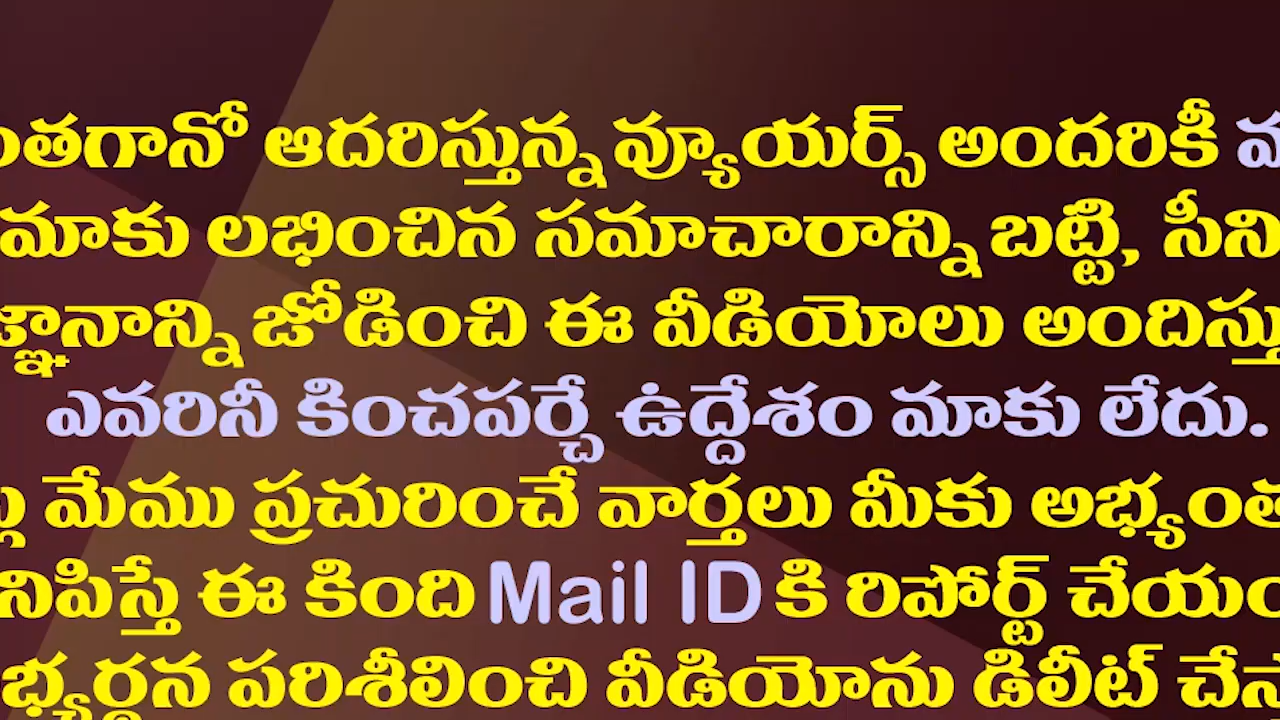 ఆదరిస్తున్న వ్యూయర్స్ అందరికీ
మాకు లభించిన సమాచారాన్ని బట్టి,
జోడించి ఈ వీడియోలు
ఎవరినీ కించపర్చే ఉద్దేశం మాకు లేదు.
మేము ప్రచురించే వార్తలు మీకు
ఈ కింది Mail ID కి రిపోర్ట్
పరిశీలించి వీడియోను డిలీట్